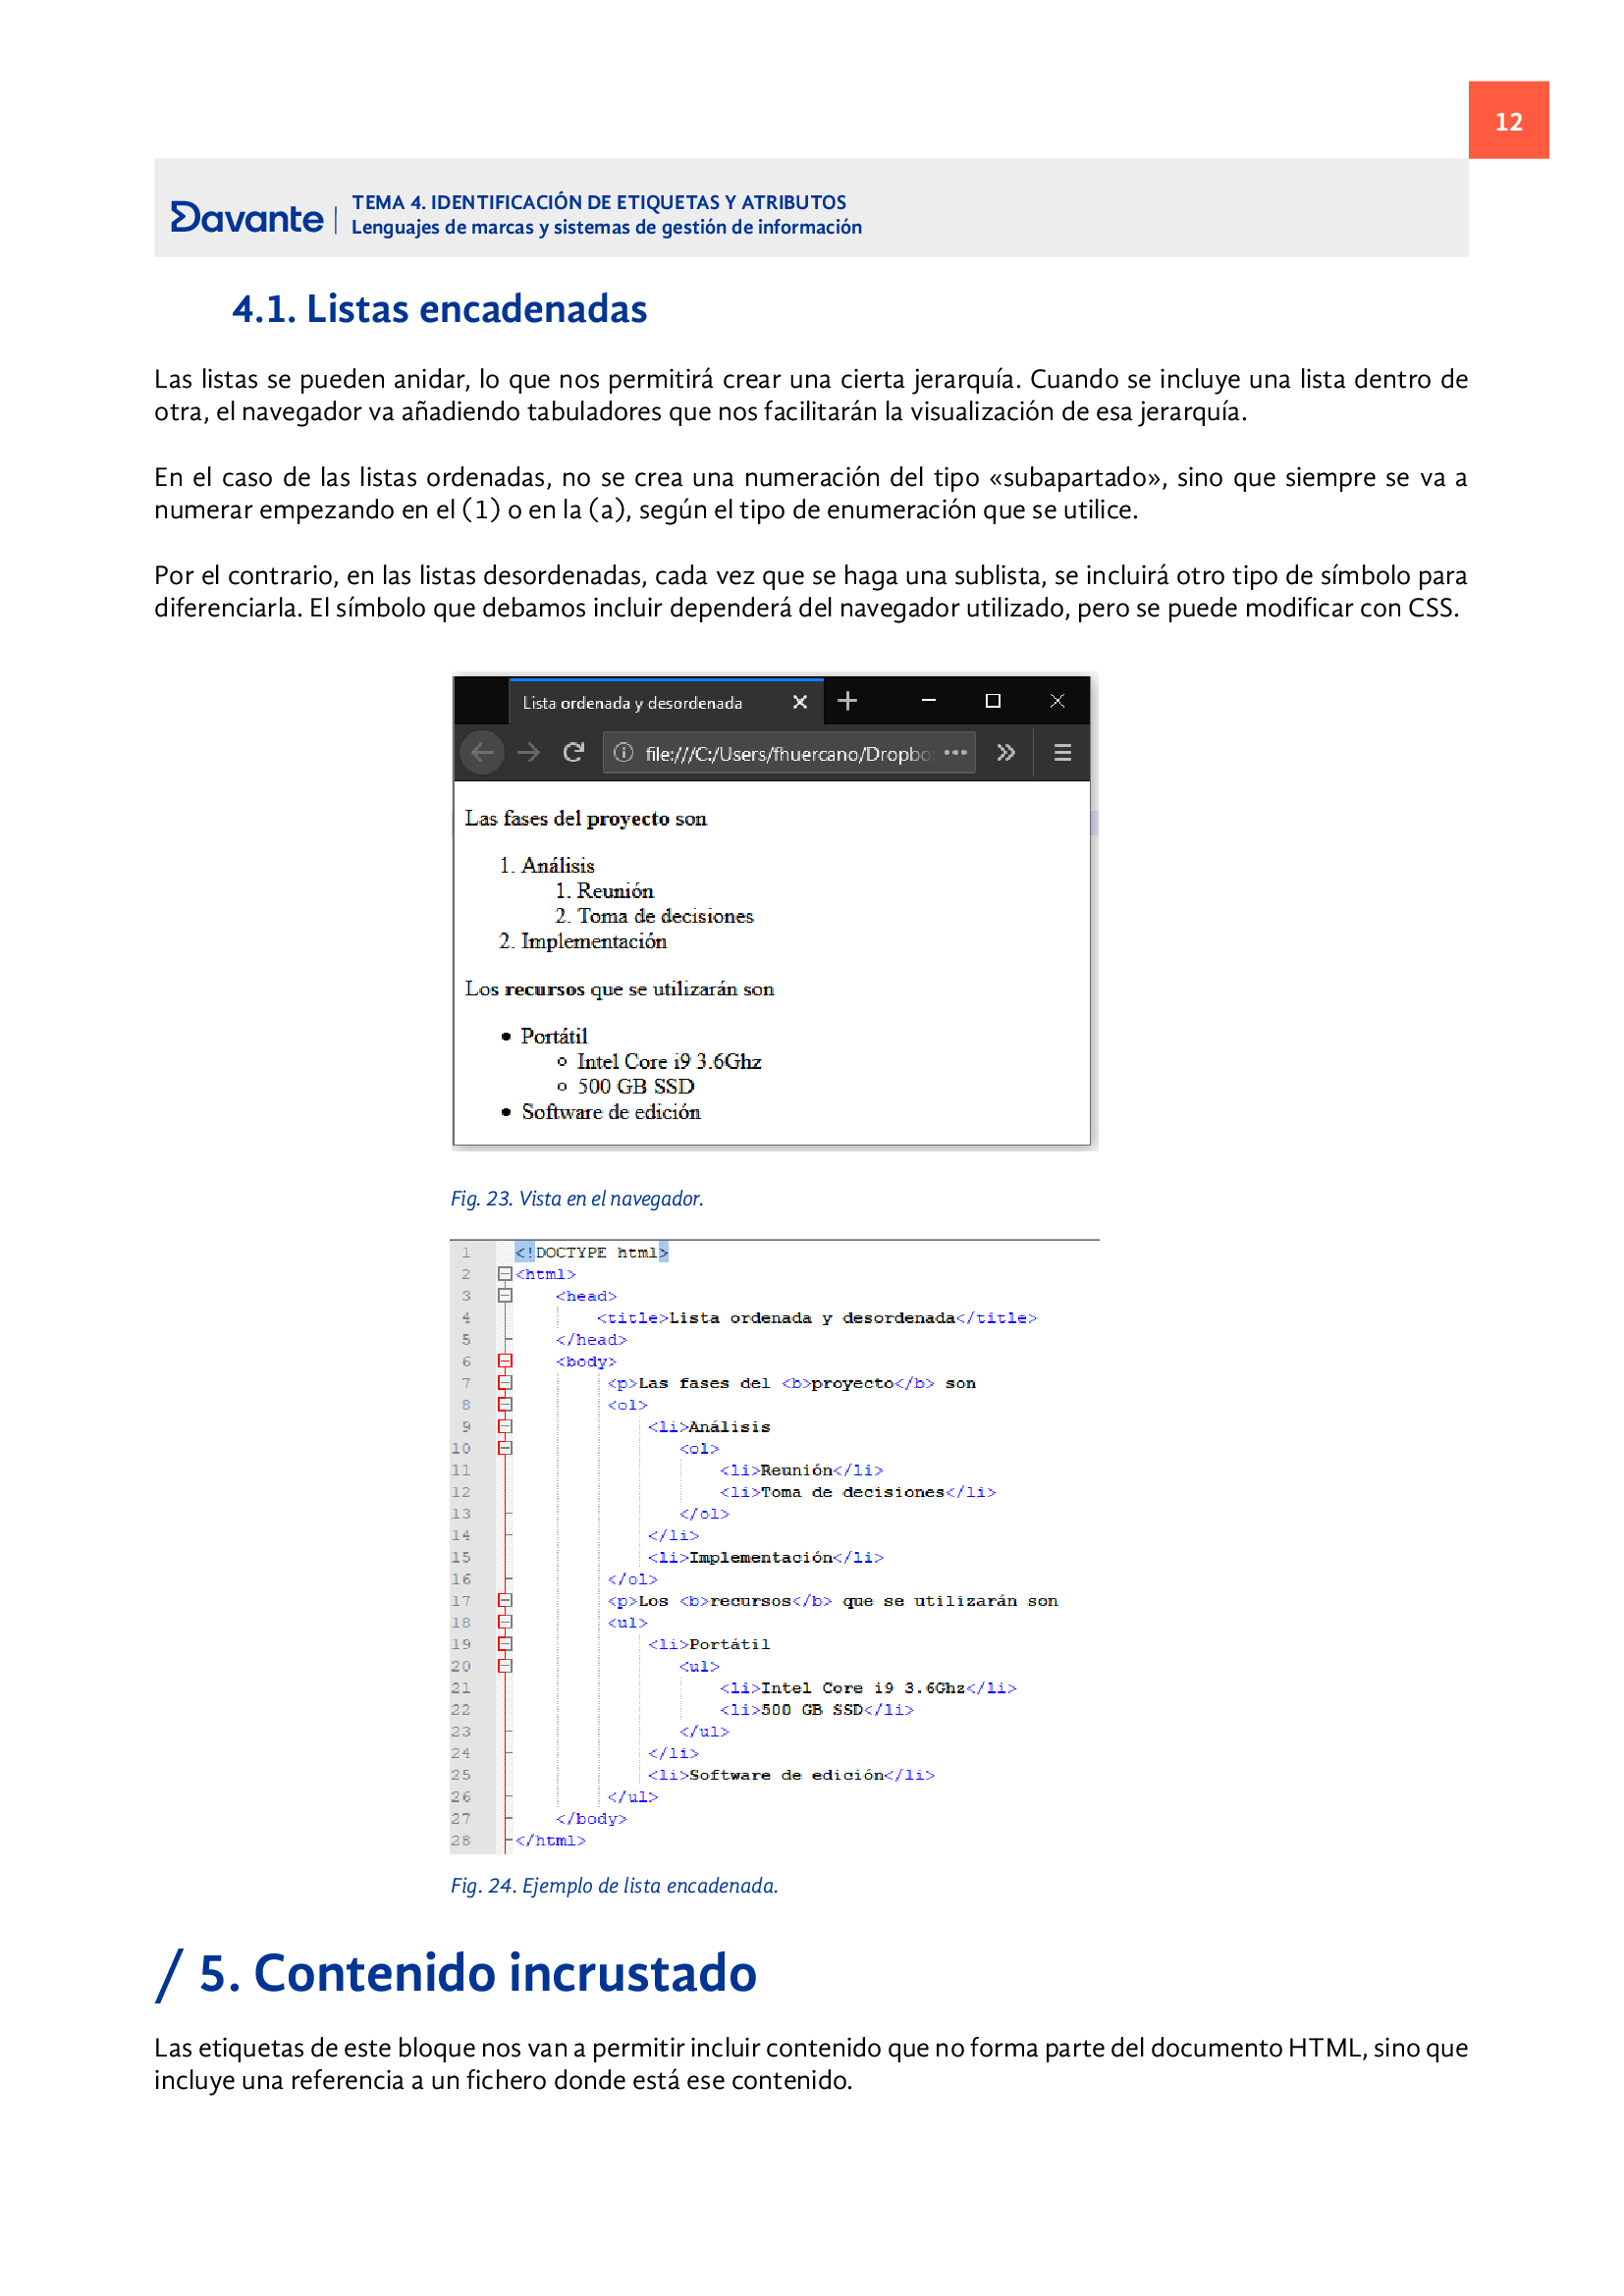 12
Davante
TEMA 4. IDENTIFICACIÓN DE ETIQUETAS Y ATRIBUTOS
Lenguajes de marcas y sistemas de gestión de información
4.1. Listas encadenadas
Las listas se pueden anidar, lo que nos permitirá crear una cierta jerarquía. Cuando se incluye una lista dentro de
otra, el navegador va añadiendo tabuladores que nos facilitarán la visualización de esa jerarquía.
En el caso de las listas ordenadas, no se crea una numeración del tipo «subapartado», sino que siempre se va a
numerar empezando en el (1) o en la (a), según el tipo de enumeración que se utilice.
Por el contrario, en las listas desordenadas, cada vez que se haga una sublista, se incluirá otro tipo de símbolo para
diferenciarla. El símbolo que debamos incluir dependerá del navegador utilizado, pero se puede modificar con CSS.
Lista ordenada y desordenada
file:///C:/Users/fhuercano/Dropbo
Las fases del proyecto son
1. Análisis
1. Reunión
2. Toma de decisiones
2. Implementación
Los recursos que se utilizarán son
• Portátil
◦ Intel Core i9 3.6Ghz
◦ 500 GB SSD
• Software de edición
Fig. 23. Vista en el navegador.
1 <!DOCTYPE html>
2 <html>
3 <head>
4 <title>Lista ordenada y desordenada</title>
5 </head>
6 <body>
7 <p>Las fases del <b>proyecto</b> son
8 <ol>
9 <li>Análisis
10 <ol>
11 <li>Reunión</li>
12 <li>Toma de decisiones</li>
13 </ol>
14 </li>
15 <li>Implementación</li>
16 </ol>
17 <p>Los <b>recursos</b> que se utilizarán son
18 <ul>
19 <li>Portátil
20 <ul>
21 <li>Intel Core i9 3.6Ghz</li>
22 <li>500 GB SSD</li>
23 </ul>
24 </li>
25 <li>Software de edición</li>
26 </ul>
27 </body>
28 </html>
Fig. 24. Ejemplo de lista encadenada.
/ 5. Contenido incrustado
Las etiquetas de este bloque nos van a permitir incluir contenido que no forma parte del documento HTML, sino que
incluye una referencia a un fichero donde está ese contenido.